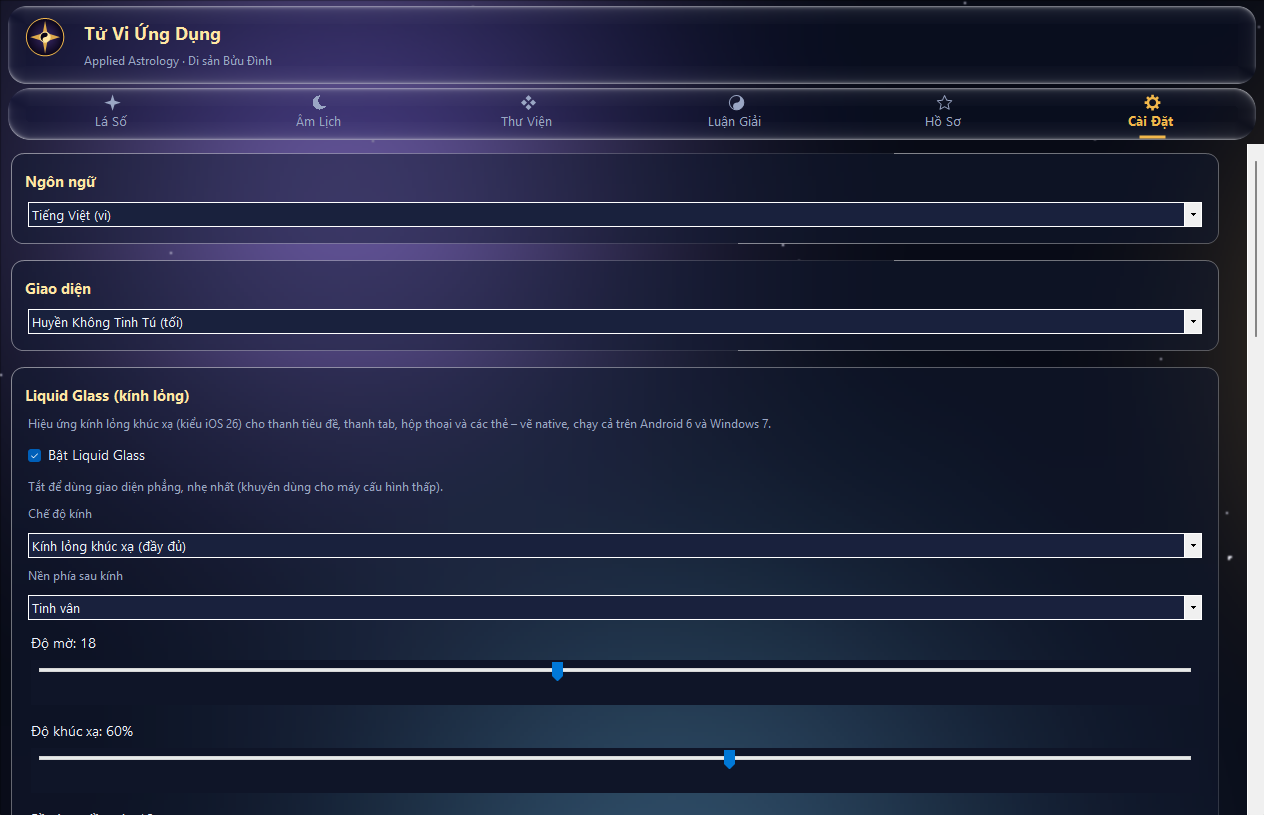 Tử Vi Ứng Dụng
Applied Astrology · Di sản Bửu Đình
Lá Số
Âm Lịch
Thư Viện
Luận Giải
Hồ Sơ
Cài Đặt
Ngôn ngữ
Tiếng Việt (vi)
Giao diện
Huyền Không Tinh Tú (tối)
Liquid Glass (kính lỏng)
Hiệu ứng kính lỏng khúc xạ (kiểu iOS 26) cho thanh tiêu đề, thanh tab, hộp thoại và các thẻ – vẽ native, chạy cả trên Android 6 và Windows 7.
Bật Liquid Glass
Tắt để dùng giao diện phẳng, nhẹ nhất (khuyên dùng cho máy cấu hình thấp).
Chế độ kính
Kính lỏng khúc xạ (đầy đủ)
Nền phía sau kính
Tinh vân
Độ mờ: 18
Độ khúc xạ: 60%